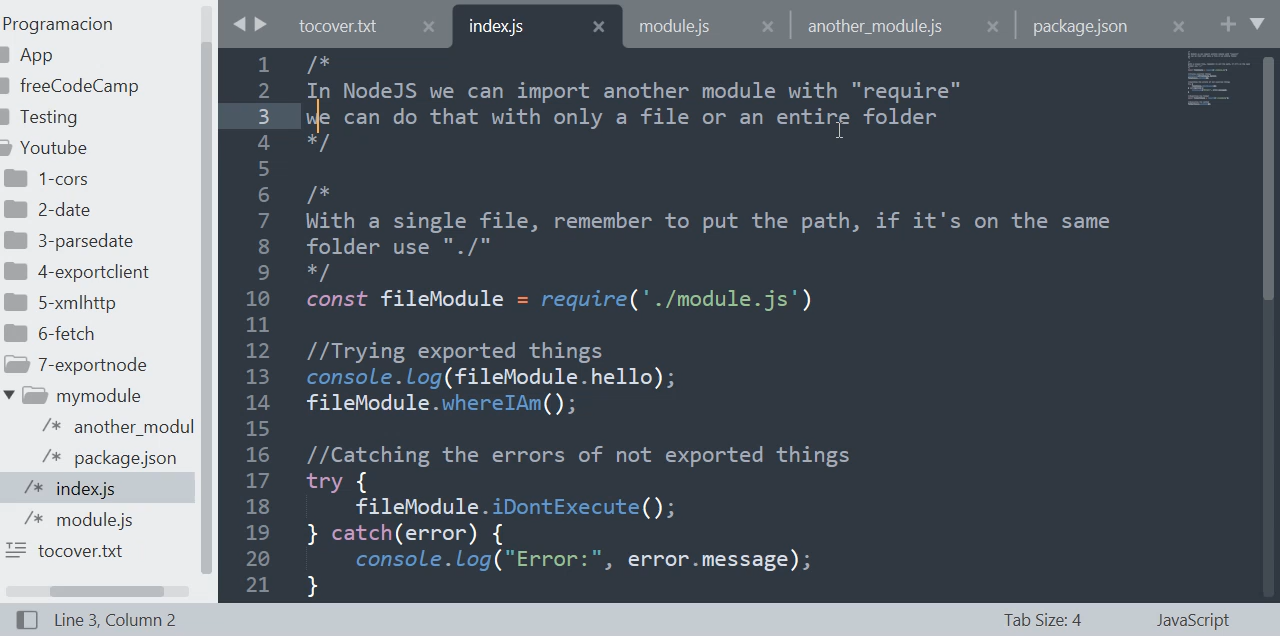 Programacion
App
freeCodeCamp
Testing
Youtube
1-cors
2-date
3-parsedate
4-exportclient
5-xmlhttp
6-fetch
7-exportnode
mymodule
/* another_modul
/* package.json
/* index.js
/* module.js
tocover.txt
tocover.txt × index.js × module.js × another_module.js × package.json × +
1 /*
2 In NodeJS we can import another module with "require"
3 we can do that with only a file or an entire folder
4 */
5
6 /*
7 With a single file, remember to put the path, if it's on the same
8 folder use "./"
9 */
10 const fileModule = require('./module.js')
11
12 //Trying exported things
13 console.log(fileModule.hello);
14 fileModule.whereIAm();
15
16 //Catching the errors of not exported things
17 try {
18     fileModule.iDontExecute();
19 } catch(error) {
20     console.log("Error:", error.message);
21 }
Line 3, Column 2 Tab Size: 4 JavaScript